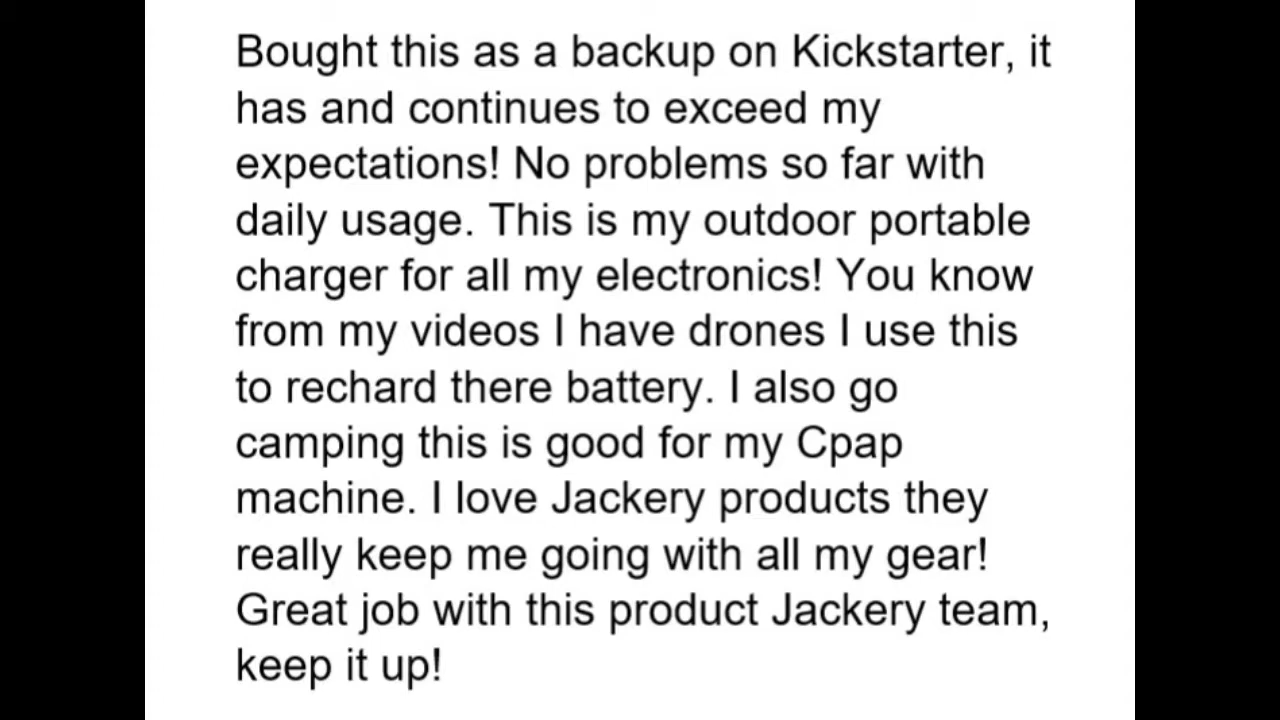 Bought this as a backup on Kickstarter, it
has and continues to exceed my
expectations! No problems so far with
daily usage. This is my outdoor portable
charger for all my electronics! You know
from my videos I have drones I use this
to rechard there battery. I also go
camping this is good for my Cpap
machine. I love Jackery products they
really keep me going with all my gear!
Great job with this product Jackery team,
keep it up!